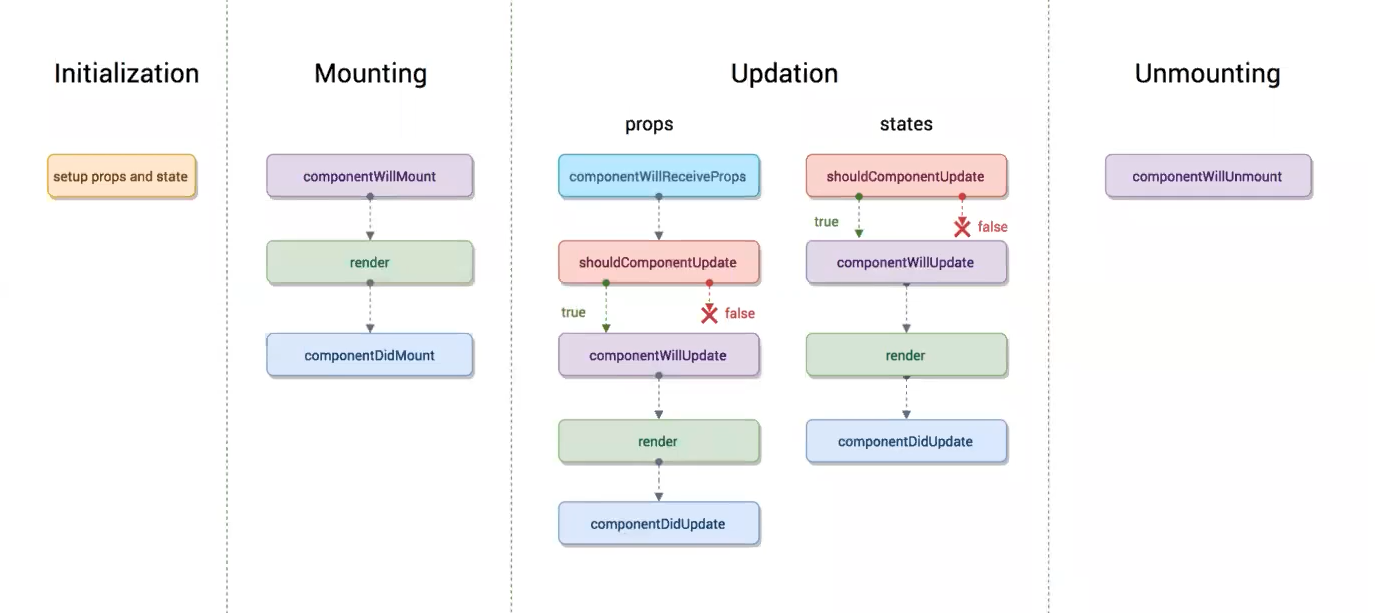 Initialization
setup props and state
Mounting
componentWillMount
render
componentDidMount
Updation
props
componentWillReceiveProps
shouldComponentUpdate
true
false
componentWillUpdate
render
componentDidUpdate
states
shouldComponentUpdate
true
false
componentWillUpdate
render
componentDidUpdate
Unmounting
componentWillUnmount